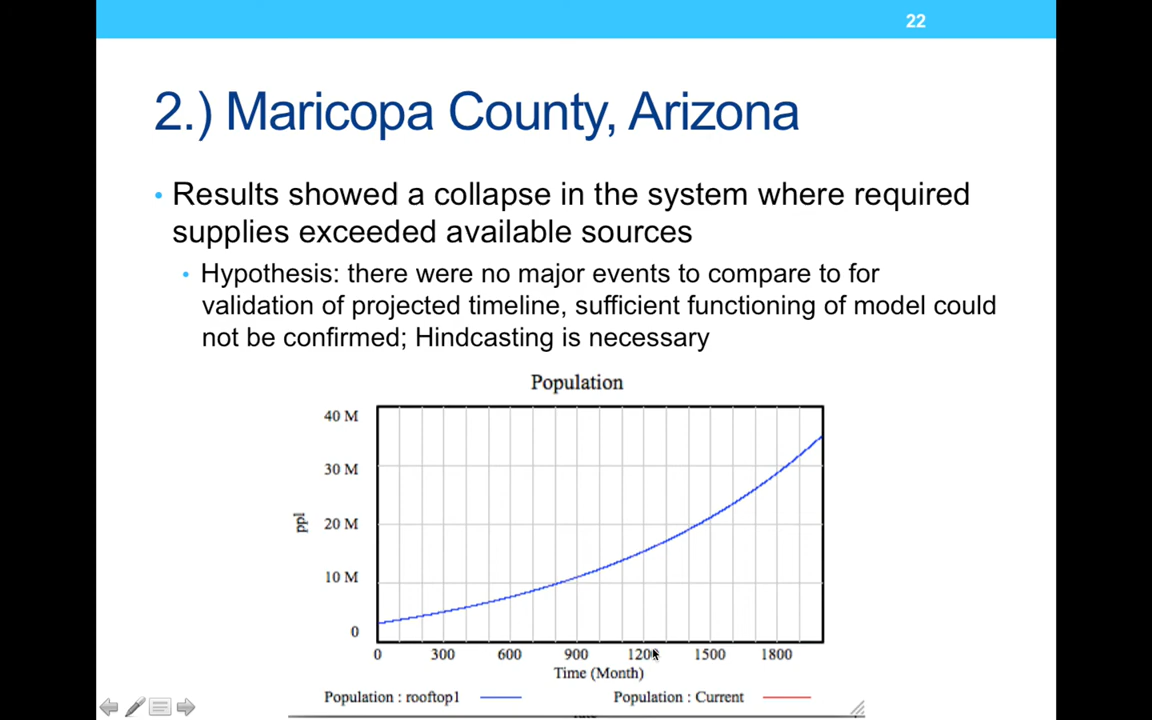 22
2.) Maricopa County, Arizona
• Results showed a collapse in the system where required
supplies exceeded available sources
• Hypothesis: there were no major events to compare to for
validation of projected timeline, sufficient functioning of model could
not be confirmed; Hindcasting is necessary
Population
40 M
30 M
ppl
20 M
10 M
0
0 300 600 900 1200 1500 1800
Time (Month)
Population : rooftop1 Population : Current